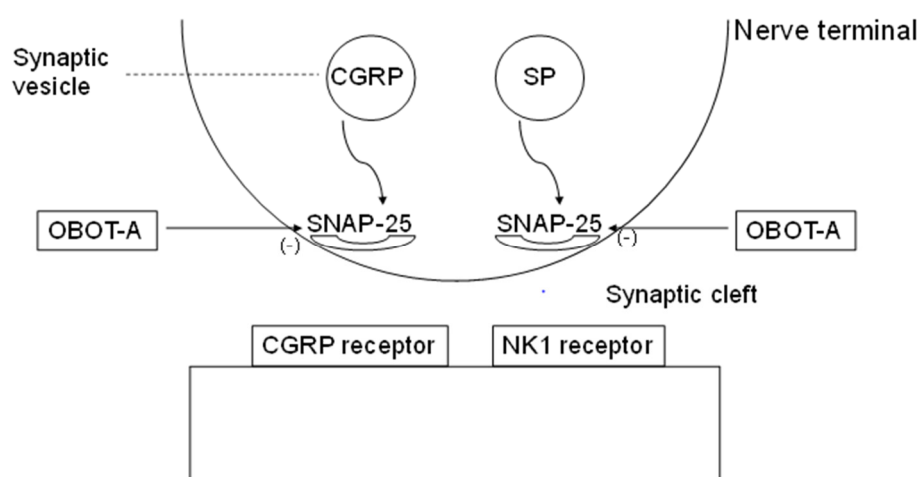 Nerve terminal
Synaptic
vesicle
CGRP
SP
SNAP-25
SNAP-25
OBOT-A
(-)
(-)
OBOT-A
Synaptic cleft
CGRP receptor
NK1 receptor